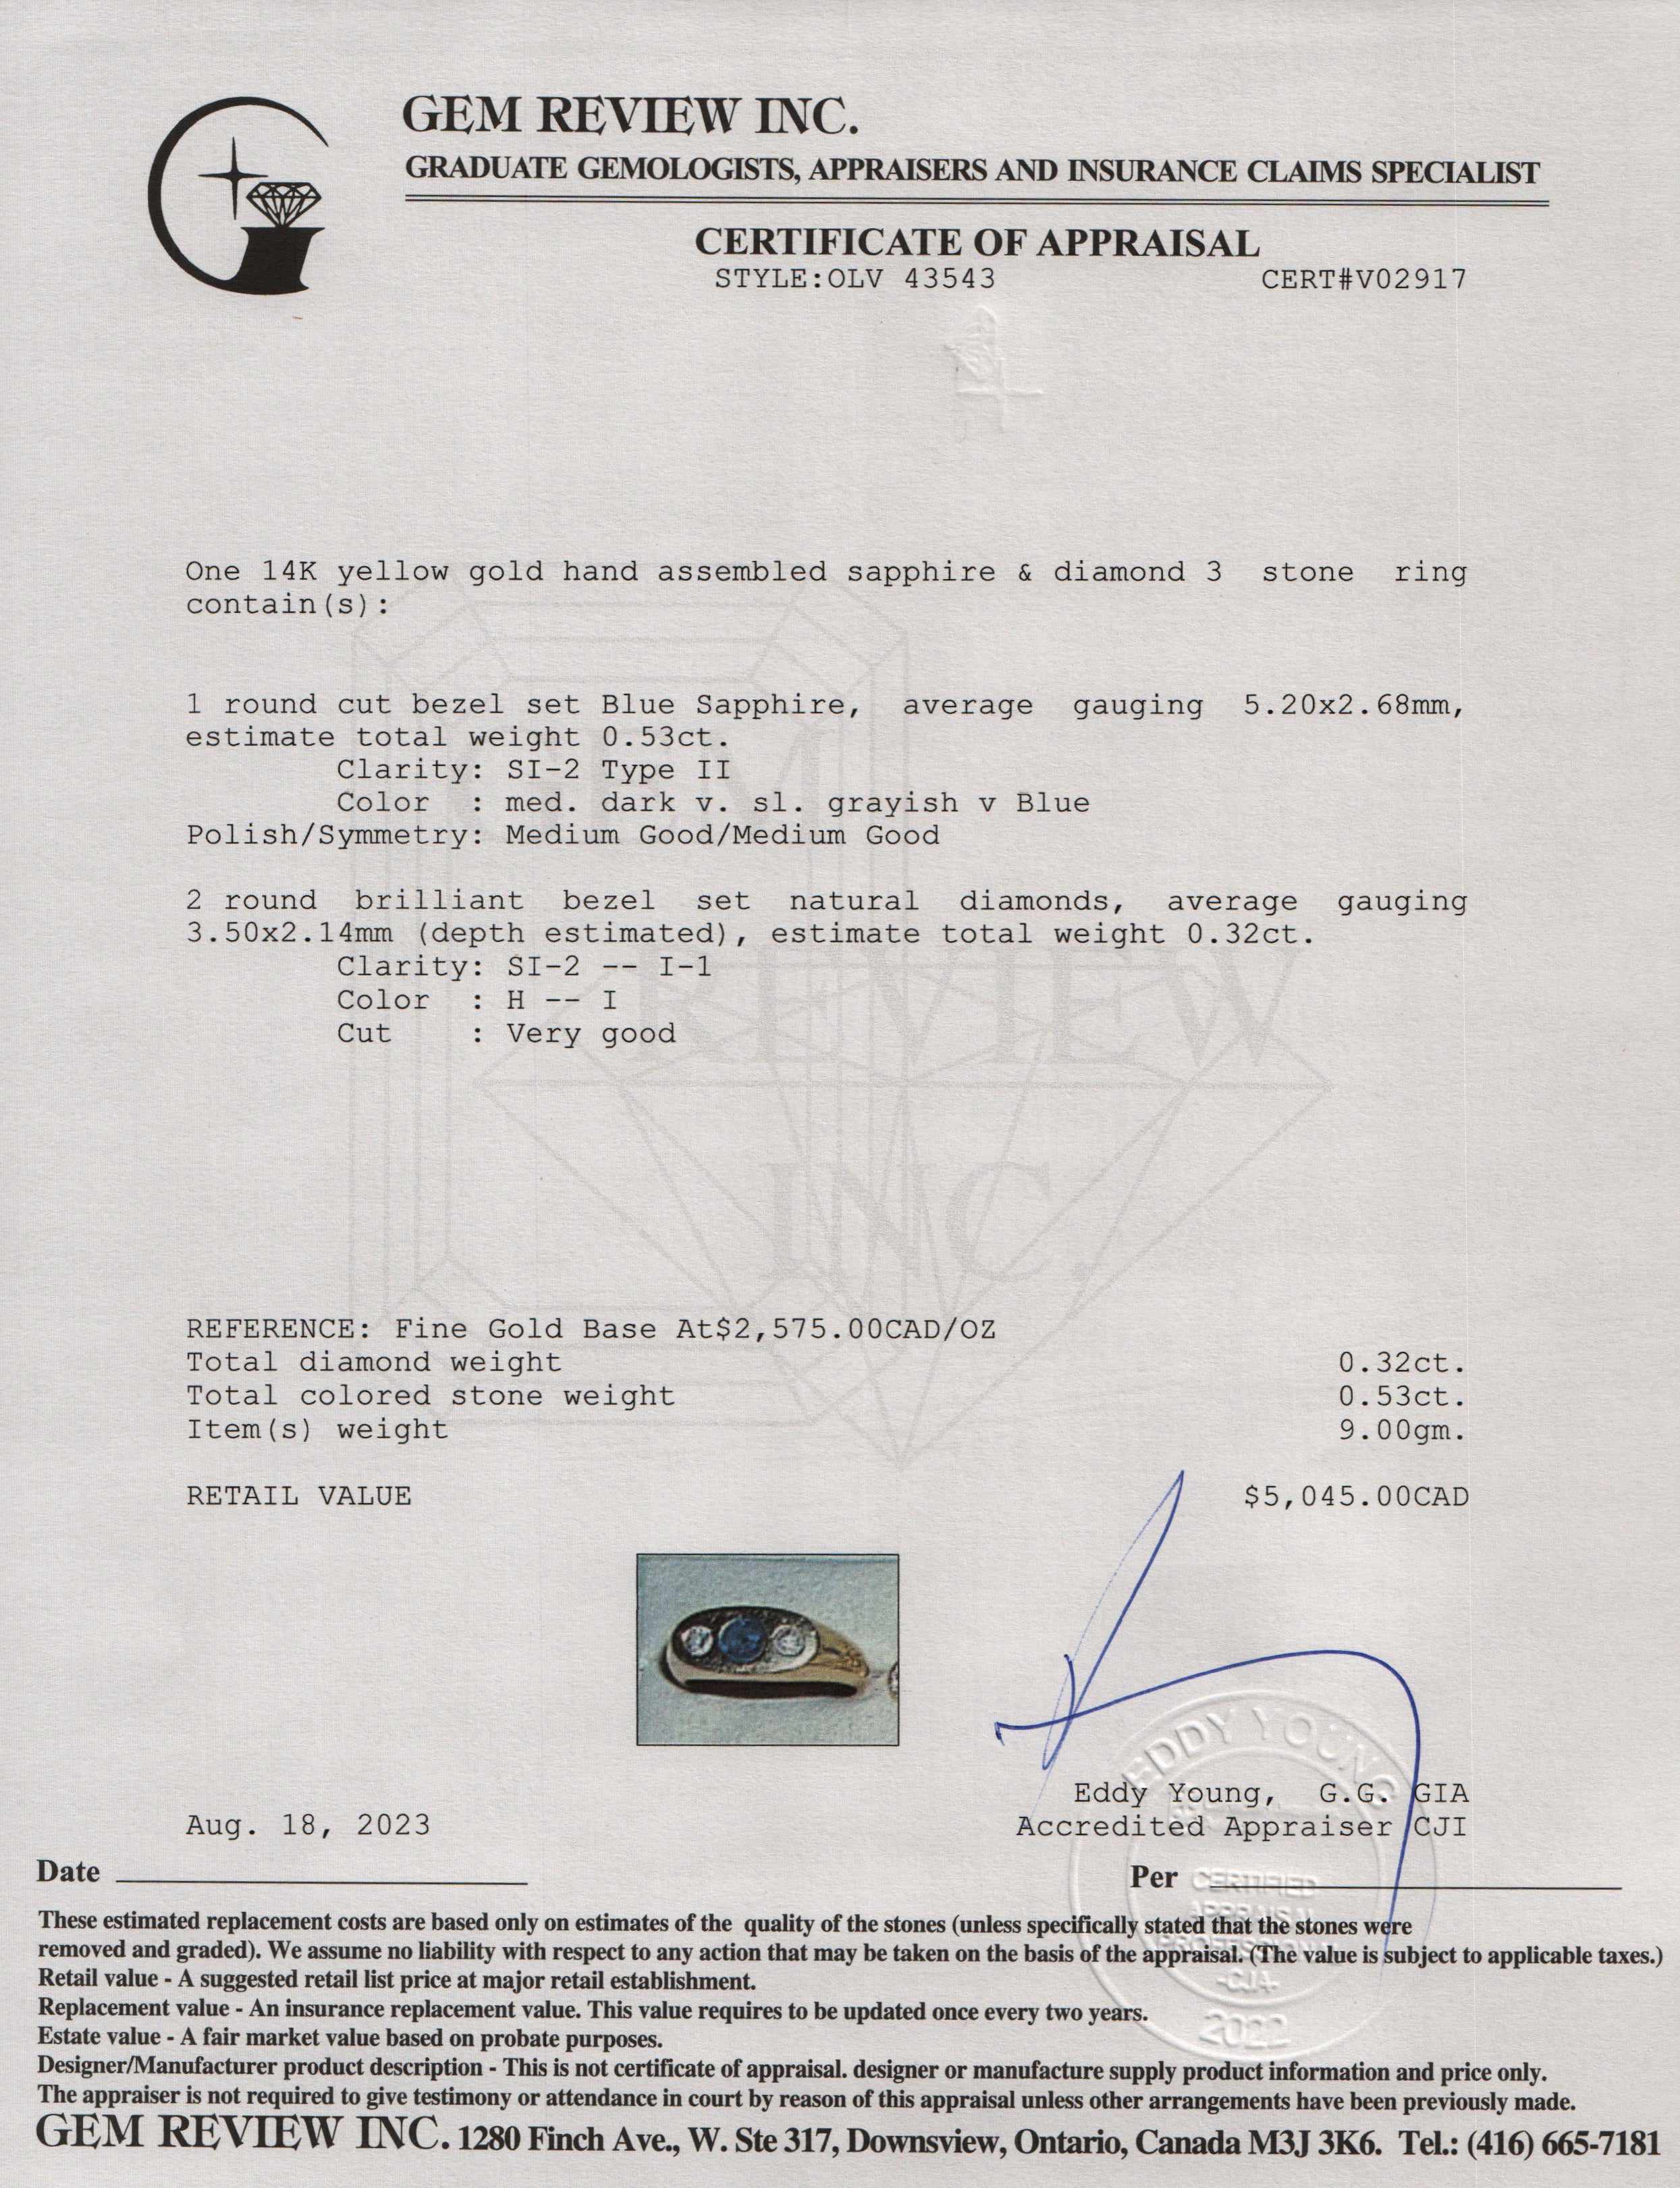 GEM REVIEW INC.
GRADUATE GEMOLOGISTS, APPRAISERS AND INSURANCE CLAIMS SPECIALIST
CERTIFICATE OF APPRAISAL
STYLE:OLV 43543 CERT#V02917
One 14K yellow gold hand assembled sapphire & diamond 3 stone ring
contain(s):
1 round cut bezel set Blue Sapphire, average gauging 5.20x2.68mm,
estimate total weight 0.53ct.
Clarity: SI-2 Type II
Color : med. dark v. sl. grayish v Blue
Polish/Symmetry: Medium Good/Medium Good
2 round brilliant bezel set natural diamonds, average gauging
3.50x2.14mm (depth estimated), estimate total weight 0.32ct.
Clarity: SI-2 -- I-1
Color : H -- I
Cut : Very good
GEM
REVIEW
INC.
REFERENCE: Fine Gold Base At$2,575.00CAD/OZ
Total diamond weight 0.32ct.
Total colored stone weight 0.53ct.
Item(s) weight 9.00gm.
RETAIL VALUE $5,045.00CAD
EDDY YOUNG
Eddy Young, G.G. GIA
Aug. 18, 2023 Accredited Appraiser CJI
Date Per
CERTIFIED
APPRAISAL
PROFESSIONAL
-CJA-
2022
These estimated replacement costs are based only on estimates of the quality of the stones (unless specifically stated that the stones were
removed and graded). We assume no liability with respect to any action that may be taken on the basis of the appraisal. (The value is subject to applicable taxes.)
Retail value - A suggested retail list price at major retail establishment.
Replacement value - An insurance replacement value. This value requires to be updated once every two years.
Estate value - A fair market value based on probate purposes.
Designer/Manufacturer product description - This is not certificate of appraisal. designer or manufacture supply product information and price only.
The appraiser is not required to give testimony or attendance in court by reason of this appraisal unless other arrangements have been previously made.
GEM REVIEW INC. 1280 Finch Ave., W. Ste 317, Downsview, Ontario, Canada M3J 3K6. Tel.: (416) 665-7181